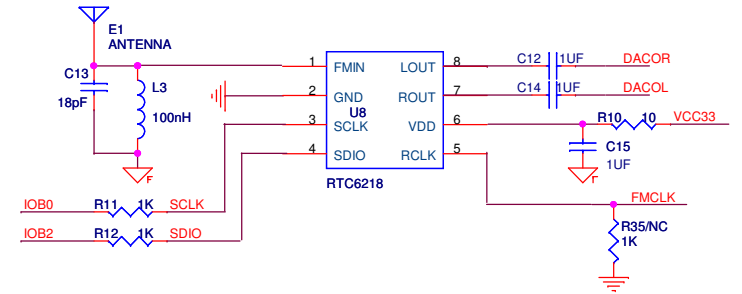 E1
ANTENNA
C13
18pF
L3
100nH
1 FMIN LOUT 8 C12 1UF DACOR
2 GND ROUT 7 C14 1UF DACOL
U8
3 SCLK VDD 6 R10 10 VCC33
4 SDIO RCLK 5 C15
1UF
RTC6218
F
IOB0 R11 1K SCLK FMCLK
IOB2 R12 1K SDIO R35/NC
1K